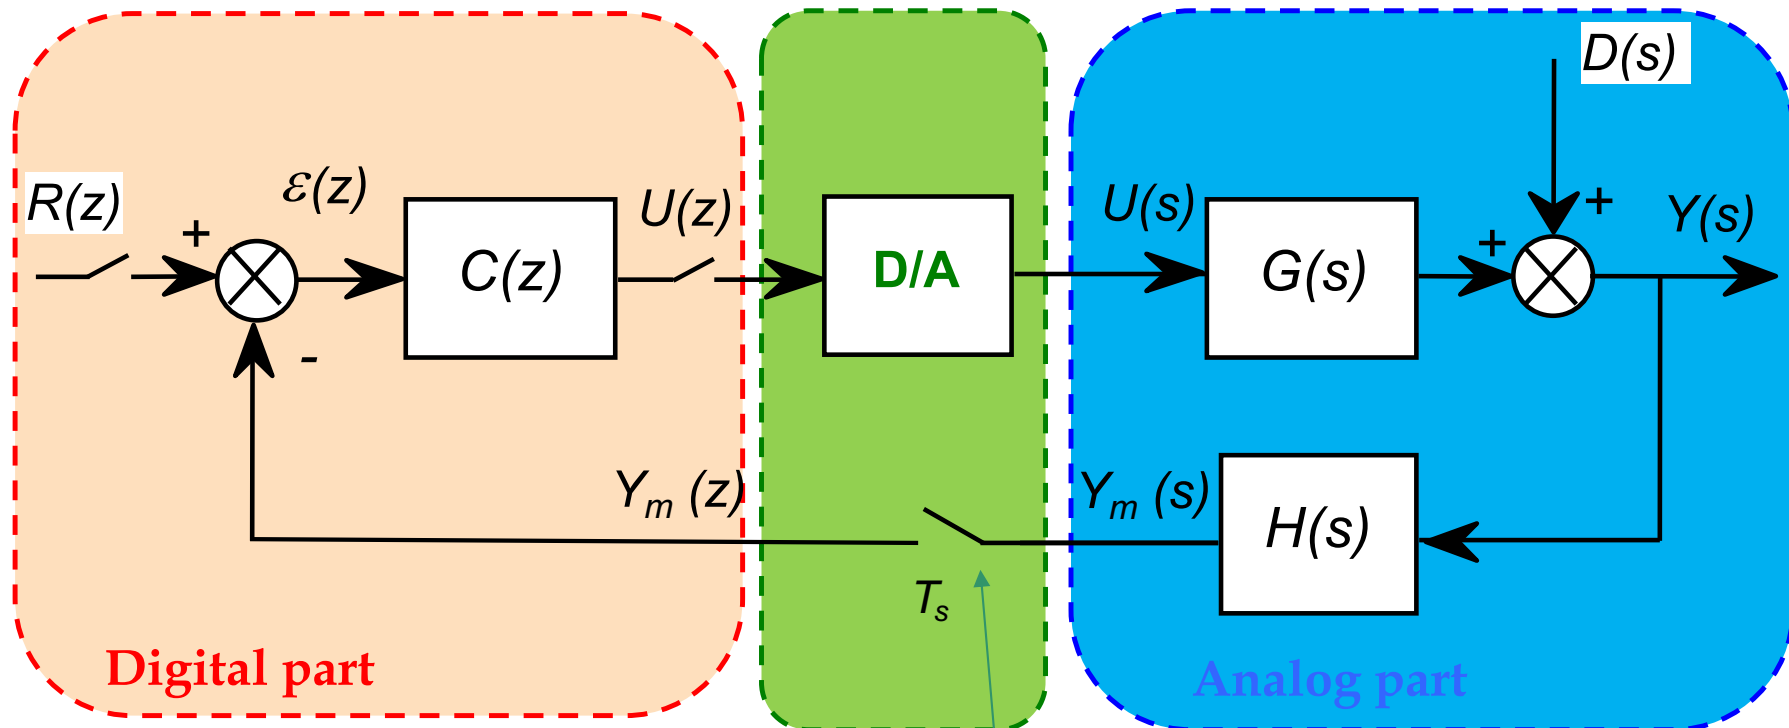 D(s)
R(z)
ε(z)
U(z)
U(s)
Y(s)
+
+
+
C(z)
D/A
G(s)
-
Ym (z)
Ym (s)
H(s)
Ts
Digital part
Analog part